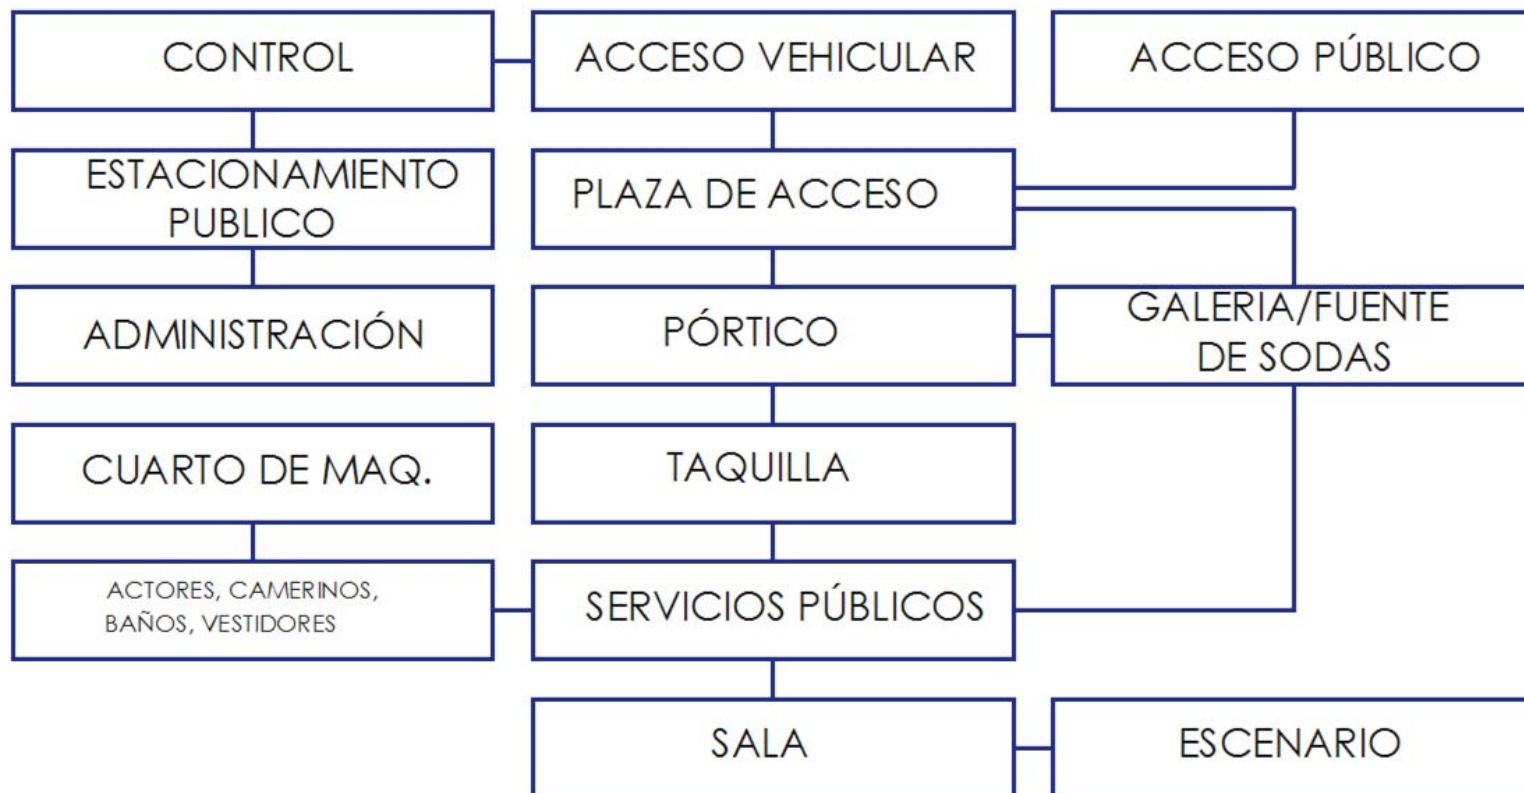 CONTROL
ACCESO VEHICULAR
ACCESO PÚBLICO
ESTACIONAMIENTO
PUBLICO
PLAZA DE ACCESO
ADMINISTRACIÓN
PÓRTICO
GALERIA/FUENTE
DE SODAS
CUARTO DE MAQ.
TAQUILLA
ACTORES, CAMERINOS,
BAÑOS, VESTIDORES
SERVICIOS PÚBLICOS
SALA
ESCENARIO